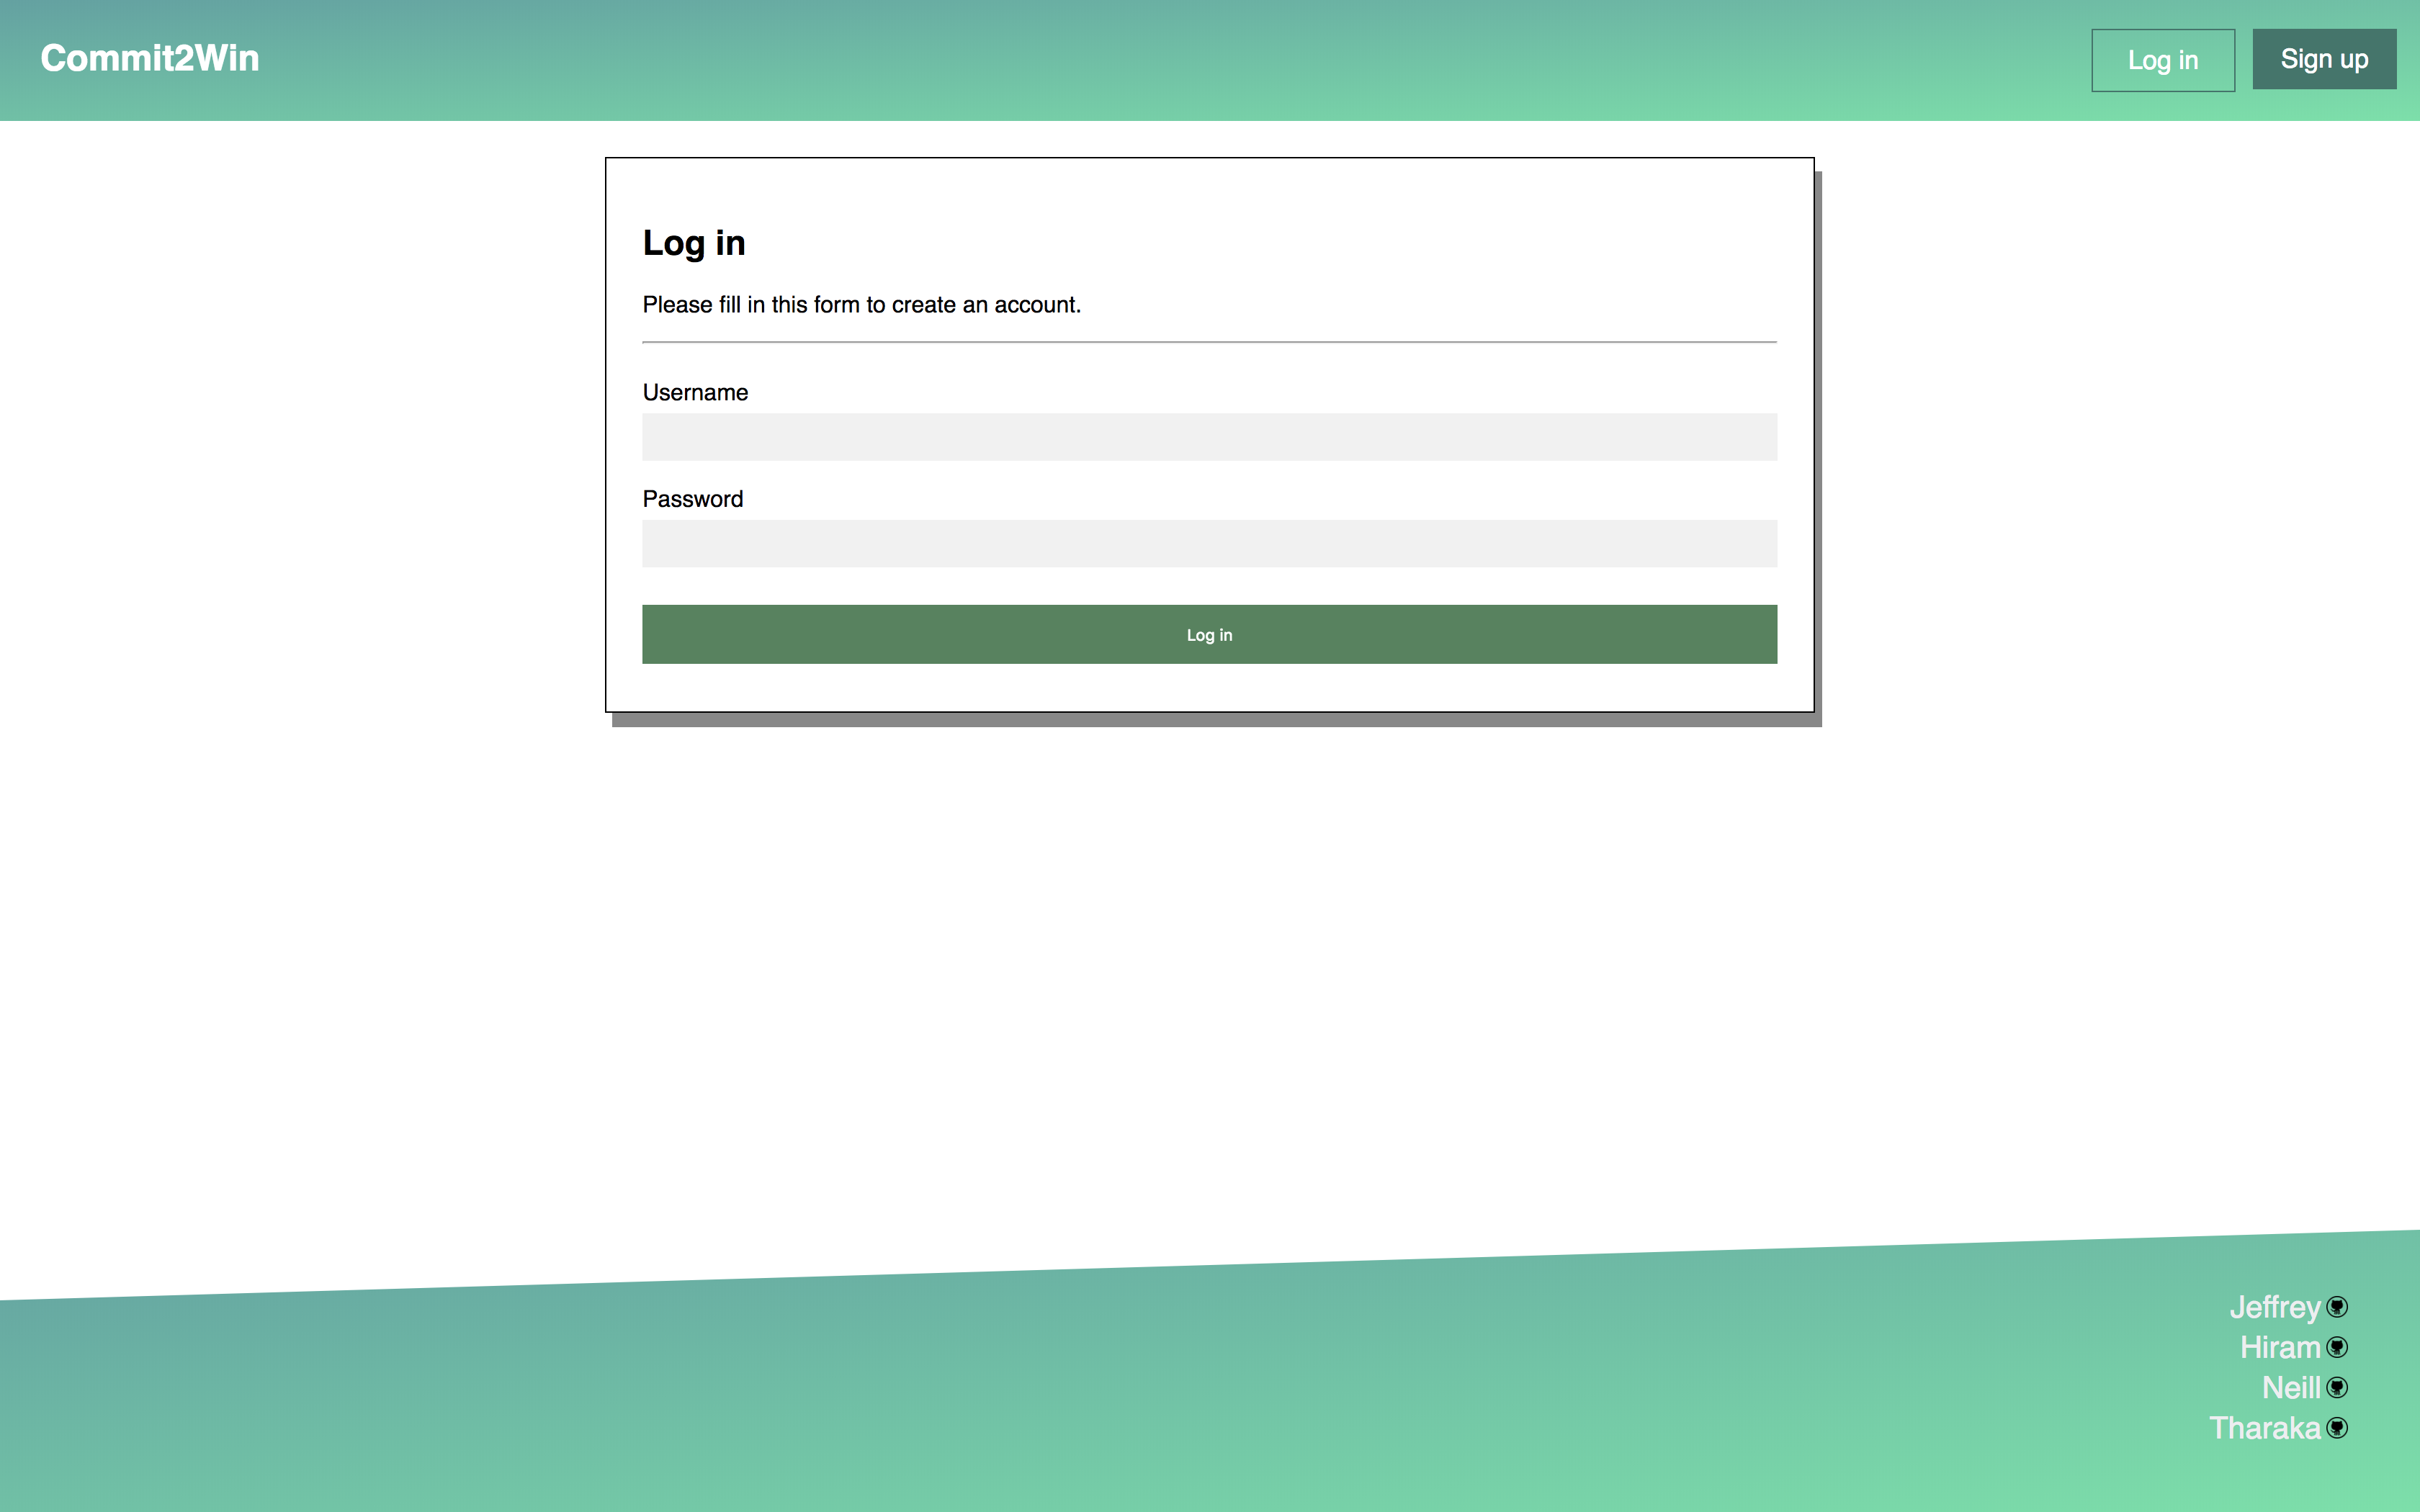 Commit2Win
Log in
Sign up
Log in
Please fill in this form to create an account.
Username
Password
Log in
Jeffrey
Hiram
Neill
Tharaka